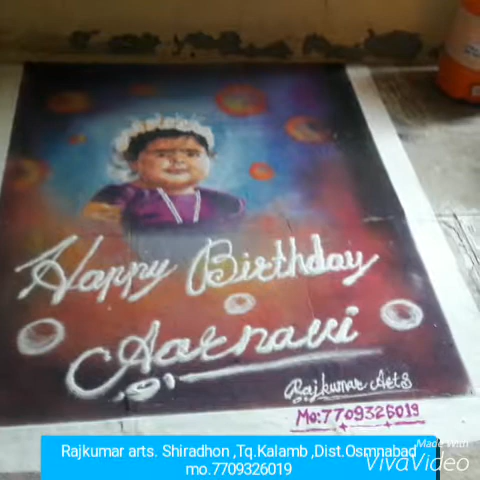 Happy Birthday
Aarnavi
Rajkumar Arts
Mo:7709326019
Rajkumar arts. Shiradhon ,Tq.Kalamb ,Dist.Osmnabad
mo.7709326019
Made With
VivaVideo